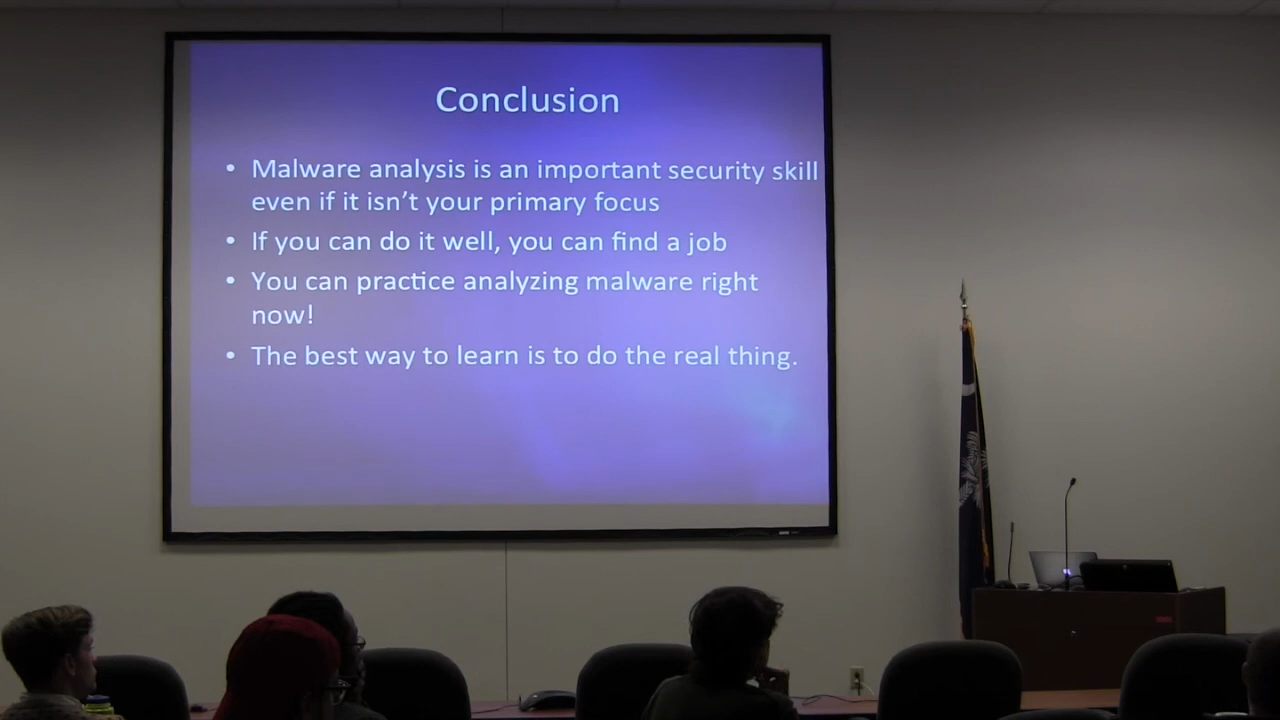 Conclusion
• Malware analysis is an important security skill
even if it isn't your primary focus
• If you can do it well, you can find a job
• You can practice analyzing malware right
now!
• The best way to learn is to do the real thing.